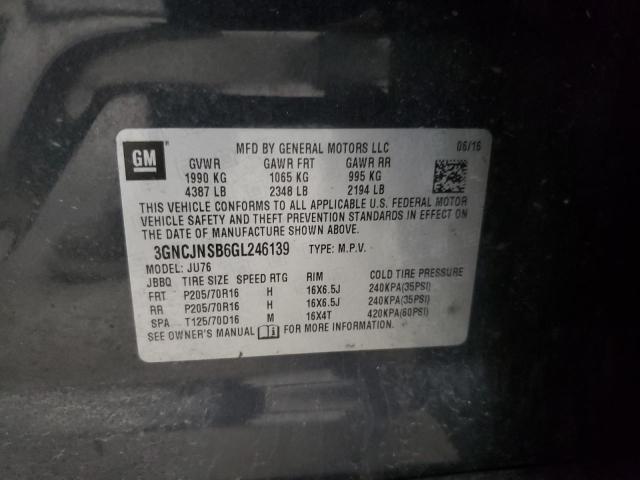 GM
MFD BY GENERAL MOTORS LLC 06/16
GVWR GAWR FRT GAWR RR
1990 KG 1065 KG 995 KG
4387 LB 2348 LB 2194 LB
THIS VEHICLE CONFORMS TO ALL APPLICABLE U.S. FEDERAL MOTOR
VEHICLE SAFETY AND THEFT PREVENTION STANDARDS IN EFFECT ON
THE DATE OF MANUFACTURE SHOWN ABOVE.
3GNCJNSB6GL246139 TYPE: M.P.V.
MODEL: JU76
JBBQ TIRE SIZE SPEED RTG RIM COLD TIRE PRESSURE
FRT P205/70R16 H 16X6.5J 240KPA(35PSI)
RR P205/70R16 H 16X6.5J 240KPA(35PSI)
SPA T125/70D16 M 16X4T 420KPA(60PSI)
SEE OWNER'S MANUAL FOR MORE INFORMATION.